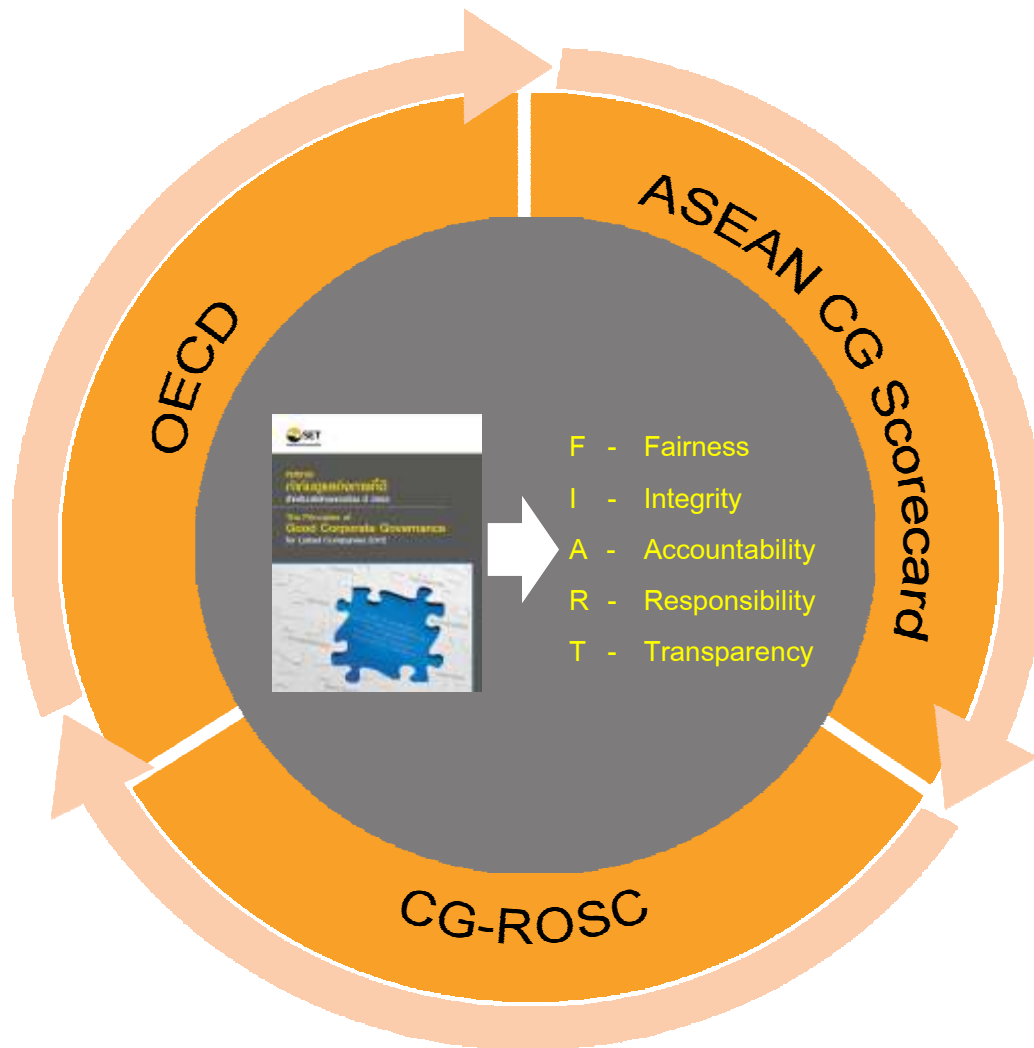 OECD
ASEAN CG Scorecard
CG-ROSC
SET
The Principles of
Good Corporate Governance
for Listed Companies 2012
F - Fairness
I - Integrity
A - Accountability
R - Responsibility
T - Transparency